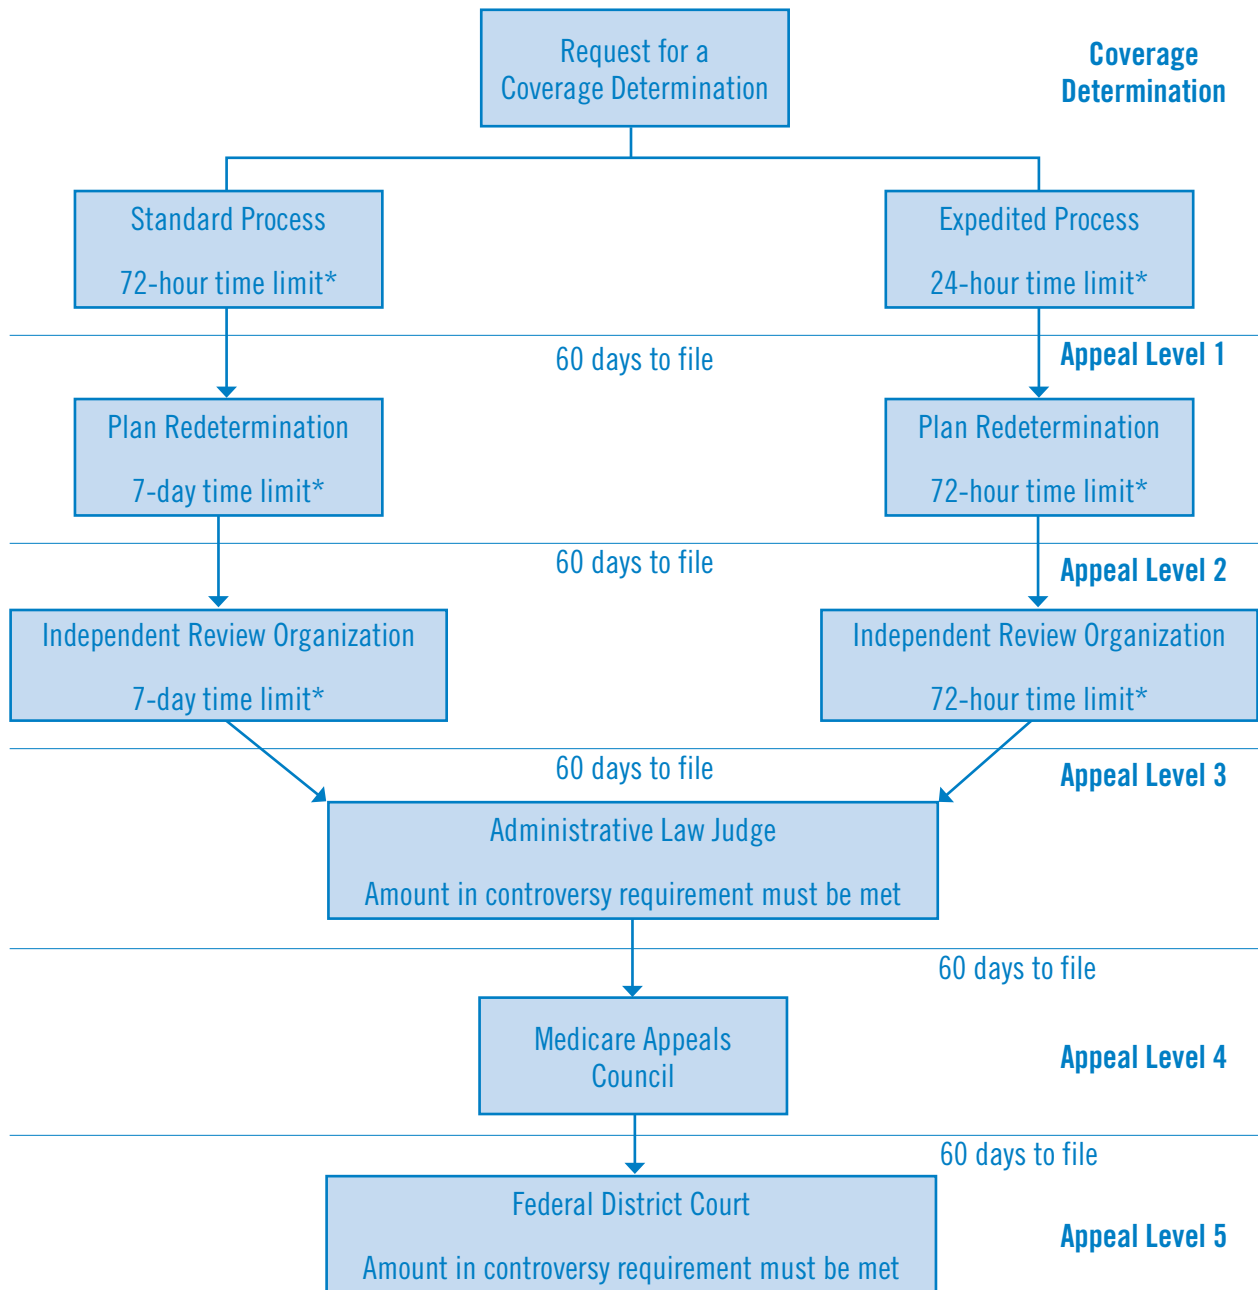 Request for a
Coverage Determination
Coverage
Determination
Standard Process
72-hour time limit*
Expedited Process
24-hour time limit*
60 days to file
Appeal Level 1
Plan Redetermination
7-day time limit*
Plan Redetermination
72-hour time limit*
60 days to file
Appeal Level 2
Independent Review Organization
7-day time limit*
Independent Review Organization
72-hour time limit*
60 days to file
Appeal Level 3
Administrative Law Judge
Amount in controversy requirement must be met
60 days to file
Medicare Appeals
Council
Appeal Level 4
60 days to file
Federal District Court
Amount in controversy requirement must be met
Appeal Level 5